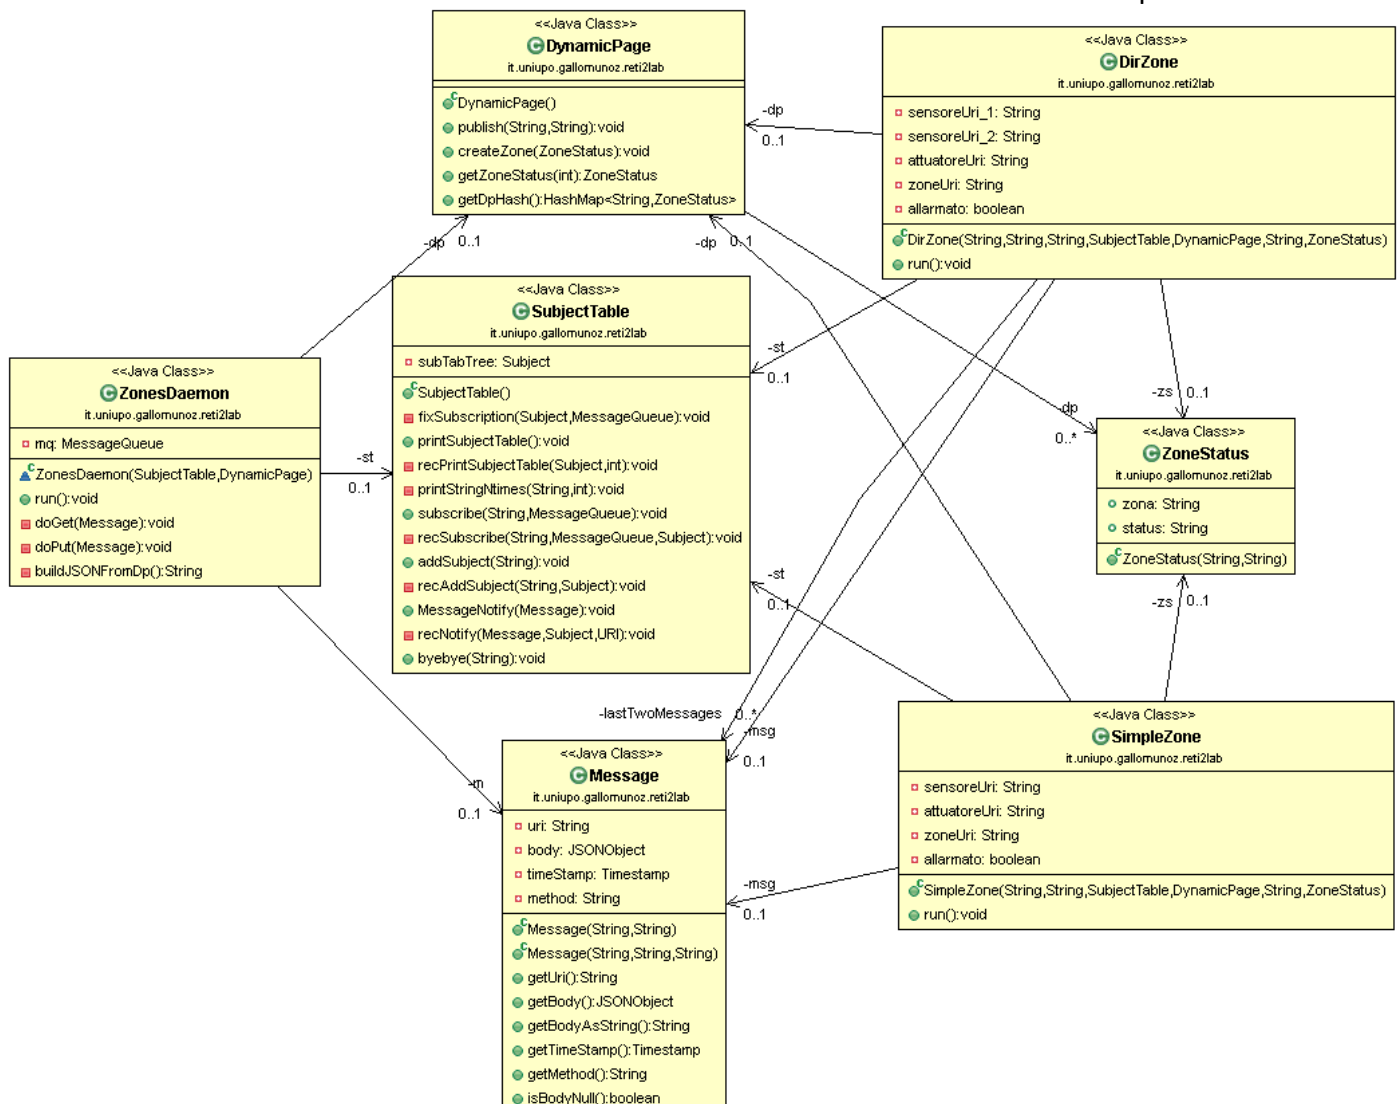 <<Java Class>>
DynamicPage
it.uniupo.gallomunoz.reti2lab
DynamicPage()
publish(String,String):void
createZone(ZoneStatus):void
getZoneStatus(int):ZoneStatus
getDpHash():HashMap<String,ZoneStatus>
<<Java Class>>
DirZone
it.uniupo.gallomunoz.reti2lab
sensoreUri_1: String
sensoreUri_2: String
attuatoreUri: String
zoneUri: String
allarmato: boolean
DirZone(String,String,String,SubjectTable,DynamicPage,String,ZoneStatus)
run():void
-dp
0..1
-dp 0..1
-dp 0..1
<<Java Class>>
SubjectTable
it.uniupo.gallomunoz.reti2lab
subTabTree: Subject
SubjectTable()
fixSubscription(Subject,MessageQueue):void
printSubjectTable():void
recPrintSubjectTable(Subject,int):void
printStringNtimes(String,int):void
subscribe(String,MessageQueue):void
recSubscribe(String,MessageQueue,Subject):void
addSubject(String):void
recAddSubject(String,Subject):void
MessageNotify(Message):void
recNotify(Message,Subject,URI):void
byebye(String):void
<<Java Class>>
ZonesDaemon
it.uniupo.gallomunoz.reti2lab
mq: MessageQueue
ZonesDaemon(SubjectTable,DynamicPage)
run():void
doGet(Message):void
doPut(Message):void
buildJSONFromDp():String
-st
0..1
-st
0..1
-zs 0..1
-dp
0..*
<<Java Class>>
ZoneStatus
it.uniupo.gallomunoz.reti2lab
zona: String
status: String
ZoneStatus(String,String)
-st
0..1
-zs 0..1
-lastTwoMessages 0..*
-msg
0..1
-m
0..1
<<Java Class>>
Message
it.uniupo.gallomunoz.reti2lab
uri: String
body: JSONObject
timeStamp: Timestamp
method: String
Message(String,String)
Message(String,String,String)
getUri():String
getBody():JSONObject
getBodyAsString():String
getTimeStamp():Timestamp
getMethod():String
isBodyNull():boolean
<<Java Class>>
SimpleZone
it.uniupo.gallomunoz.reti2lab
sensoreUri: String
attuatoreUri: String
zoneUri: String
allarmato: boolean
SimpleZone(String,String,SubjectTable,DynamicPage,String,ZoneStatus)
run():void
-msg
0..1